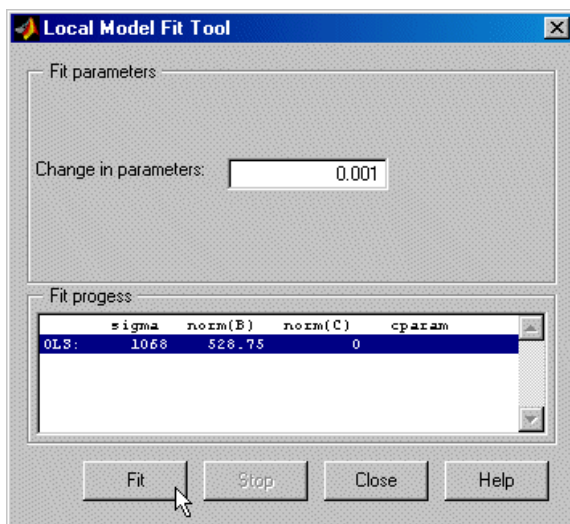 Local Model Fit Tool
Fit parameters
Change in parameters: 0.001
Fit progess
sigma norm(B) norm(C) cparam
OLS: 1068 528.75 0
Fit Stop Close Help